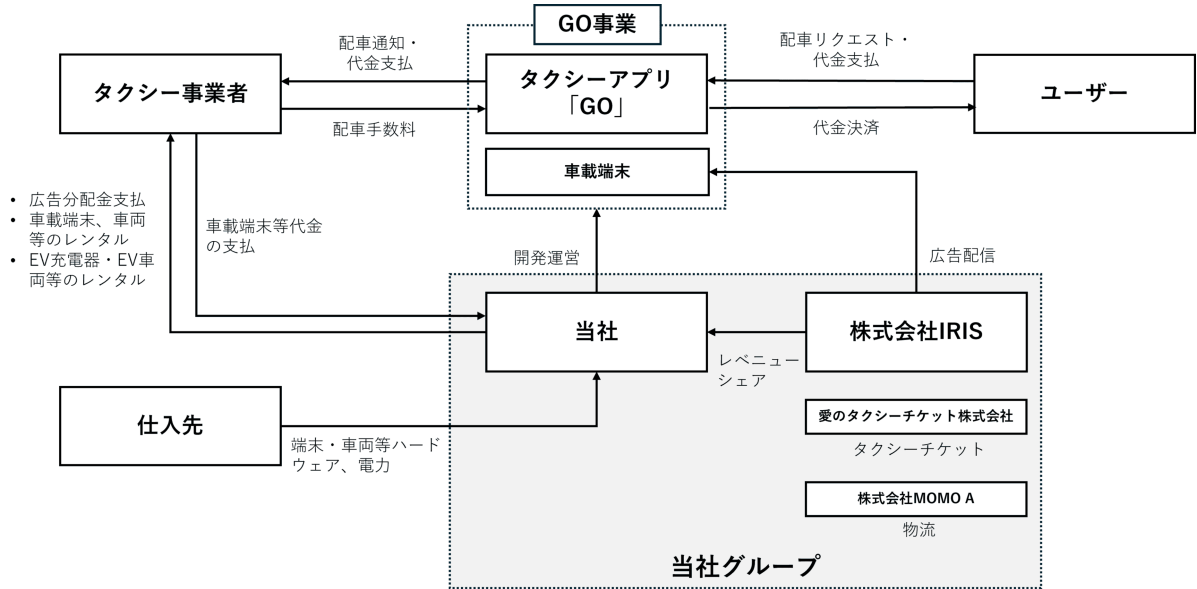 GO事業
配車通知・
代金支払
配車リクエスト・
代金支払
タクシー事業者
タクシーアプリ
「GO」
ユーザー
配車手数料
代金決済
車載端末
• 広告分配金支払
• 車載端末、車両
等のレンタル
• EV充電器・EV車
両等のレンタル
車載端末等代金
の支払
開発運営
広告配信
当社
株式会社IRIS
レベニュー
シェア
仕入先
端末・車両等ハード
ウェア、電力
愛のタクシーチケット株式会社
タクシーチケット
株式会社MOMO A
物流
当社グループ